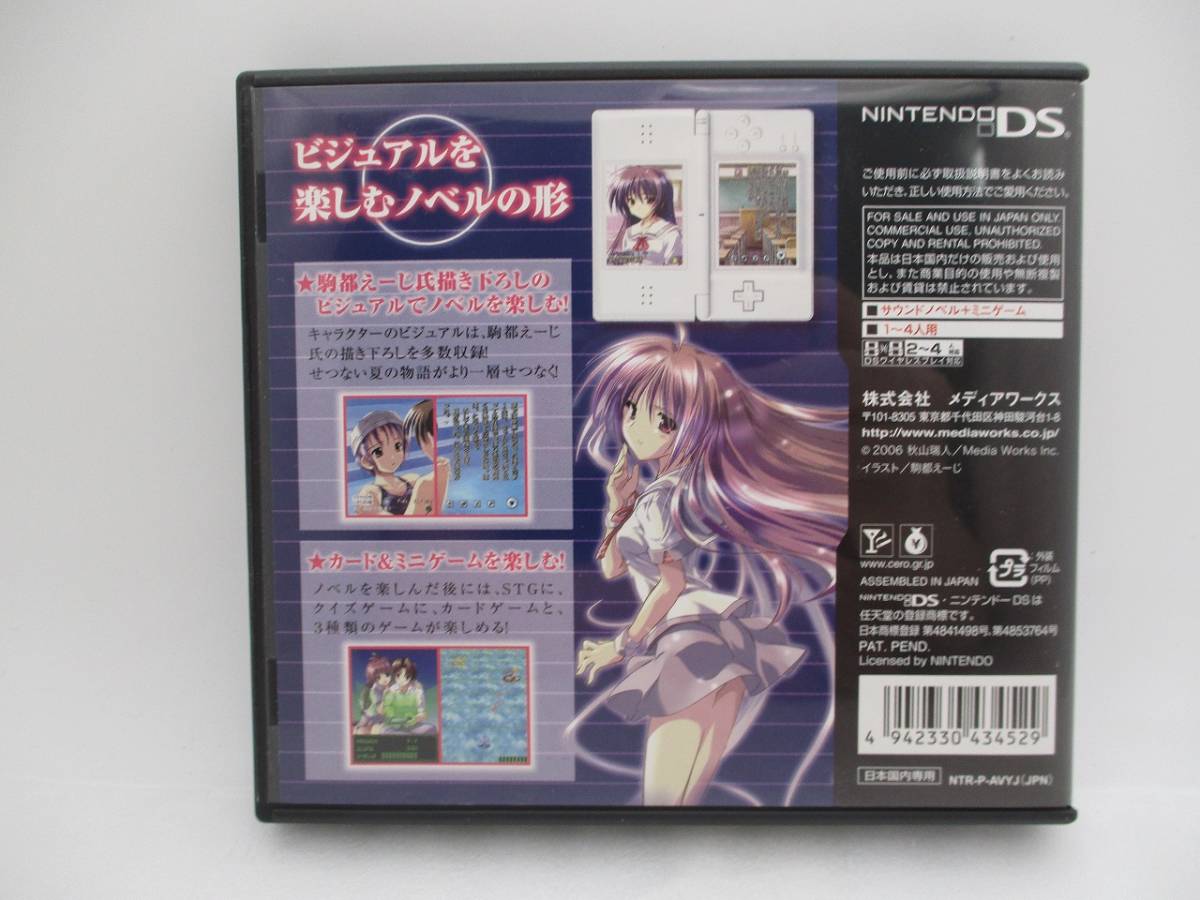 ビジュアルを
楽しむノベルの形
★駒都えーじ氏描き下ろしの
ビジュアルでノベルを楽しむ!
キャラクターのビジュアルは、駒都えーじ
氏の描き下ろしを多数収録!
せつない夏の物語がより一層せつなく!
★カード&ミニゲームを楽しむ!
ノベルを楽しんだ後には、STGに、
クイズゲームに、カードゲームと、
3種類のゲームが楽しめる!
NINTENDO DS®
ご使用前に必ず取扱説明書をよくお読み
いただき、正しい使用方法でご愛用ください。
FOR SALE AND USE IN JAPAN ONLY.
COMMERCIAL USE, UNAUTHORIZED
COPY AND RENTAL PROHIBITED.
本品は日本国内だけの販売および使用
とし、また商業目的の使用や無断複製
および賃貸は禁止されています。
■サウンドノベル+ミニゲーム
■1〜4人用
2〜4人対応
DSワイヤレスプレイ対応
株式会社 メディアワークス
〒101-8305 東京都千代田区神田駿河台1-8
http://www.mediaworks.co.jp/
© 2006 秋山瑞人/Media Works Inc.
イラスト/駒都えーじ
www.cero.gr.jp
ASSEMBLED IN JAPAN
プラ
:外装
フィルム
(PP)
NINTENDO DS・ニンテンドーDSは
任天堂の登録商標です。
日本商標登録 第4841498号、第4853764号
PAT. PEND.
Licensed by NINTENDO
4 942330 434529
日本国内専用
NTR-P-AVYJ(JPN)